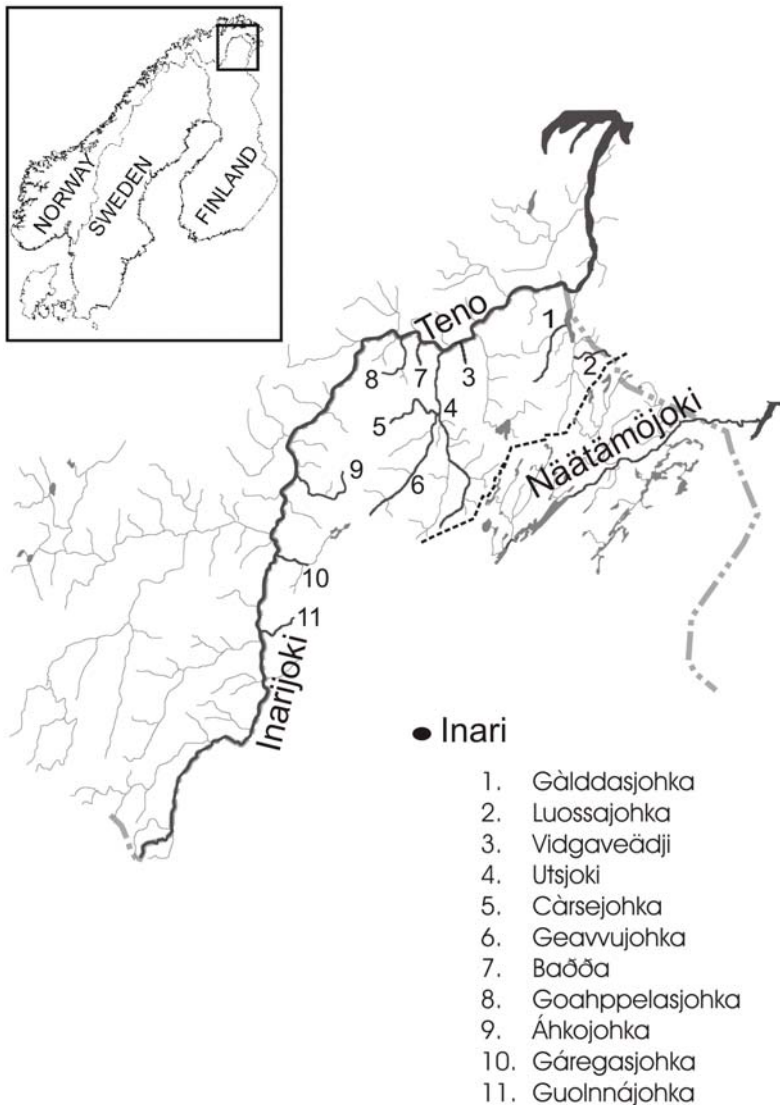 NORWAY
SWEDEN
FINLAND
Teno
1
2
3
4
5
6
7
8
9
10
11
Näätämöjoki
Inarijoki
Inari
1. Gàlddasjohka
2. Luossajohka
3. Vidgaveädji
4. Utsjoki
5. Càrsejohka
6. Geavvujohka
7. Baððа
8. Goahppelasjohka
9. Áhkojohka
10. Gáregasjohka
11. Guolnnájohka